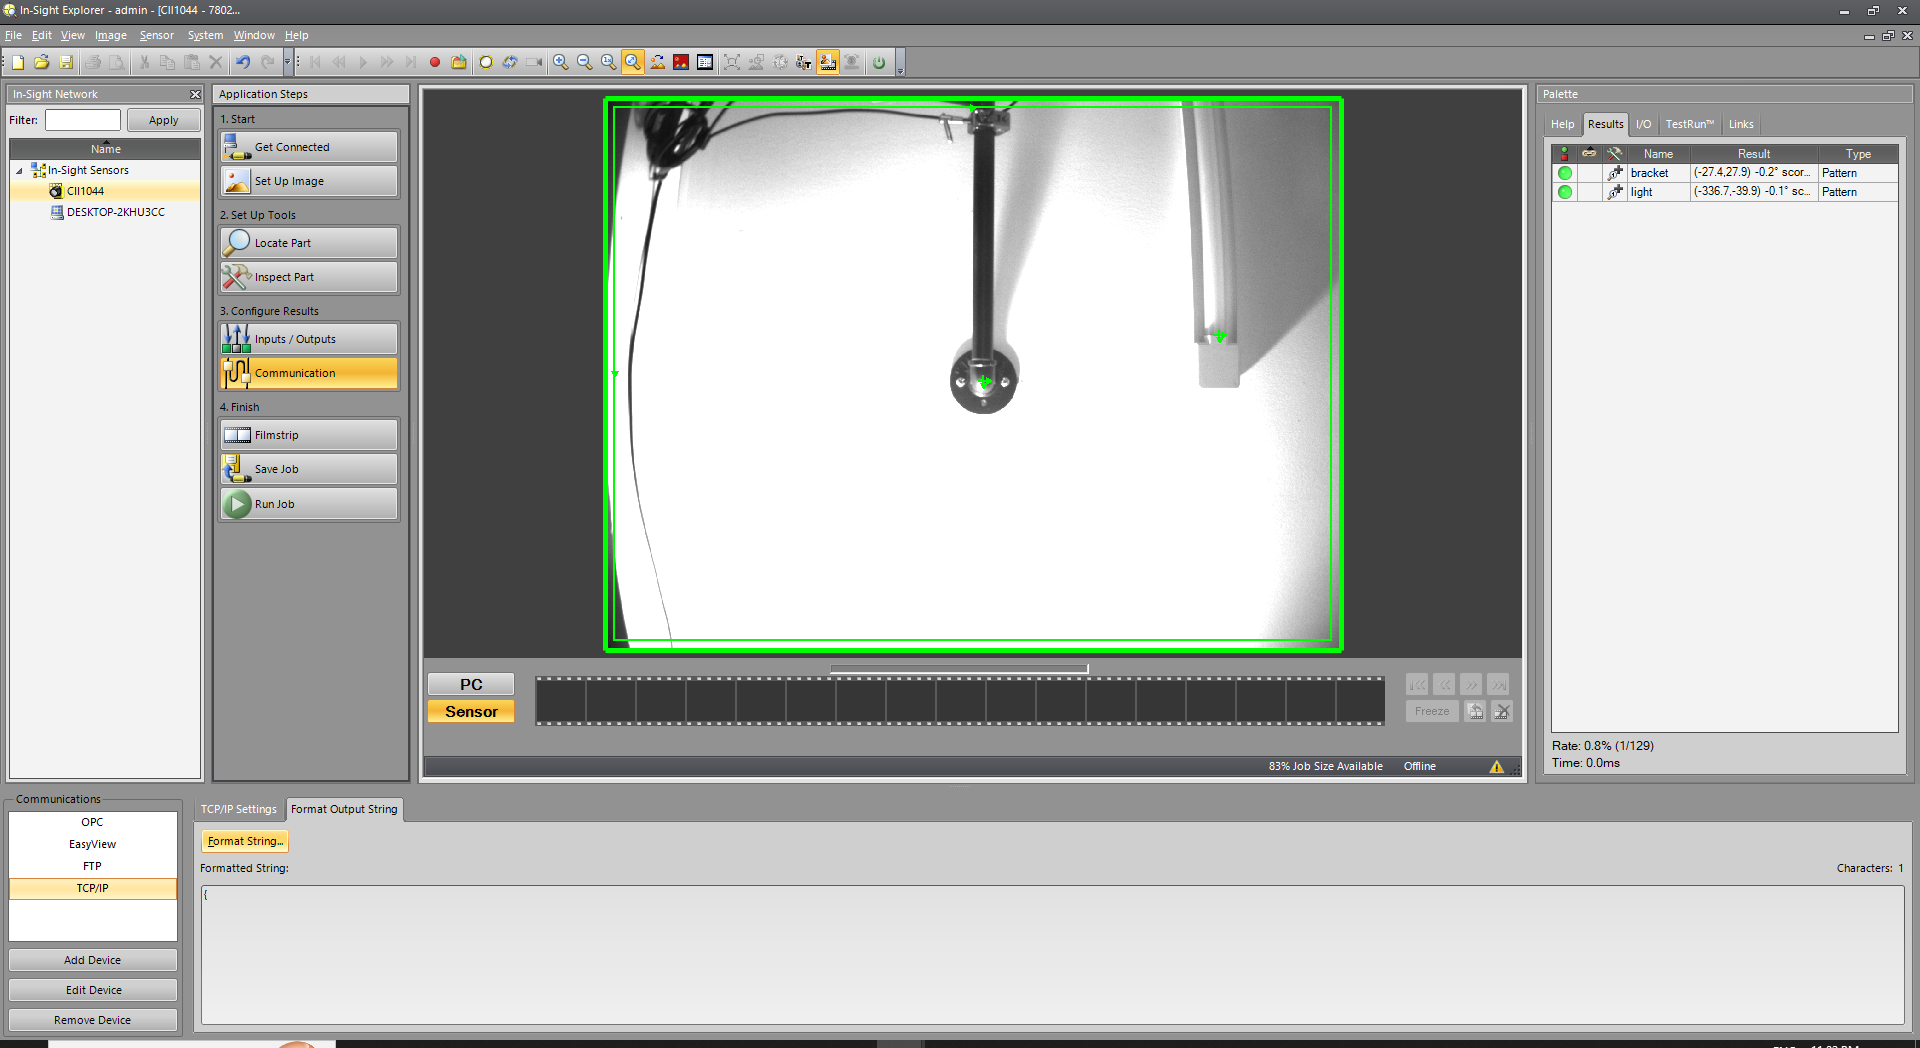 In-Sight Explorer - admin - [CII1044 - 7802...
File Edit View Image Sensor System Window Help
In-Sight Network
Filter:
Apply
Name
In-Sight Sensors
CII1044
DESKTOP-2KHU3CC
Application Steps
1. Start
Get Connected
Set Up Image
2. Set Up Tools
Locate Part
Inspect Part
3. Configure Results
Inputs / Outputs
Communication
4. Finish
Filmstrip
Save Job
Run Job
PC
Sensor
Freeze
83% Job Size Available Offline
Palette
Help Results I/O TestRun™ Links
Name Result Type
bracket (-27.4,27.9) -0.2° scor... Pattern
light (-336.7,-39.9) -0.1° sc... Pattern
Rate: 0.8% (1/129)
Time: 0.0ms
Communications
OPC
EasyView
FTP
TCP/IP
Add Device
Edit Device
Remove Device
TCP/IP Settings Format Output String
Format String...
Formatted String:
Characters: 1
{